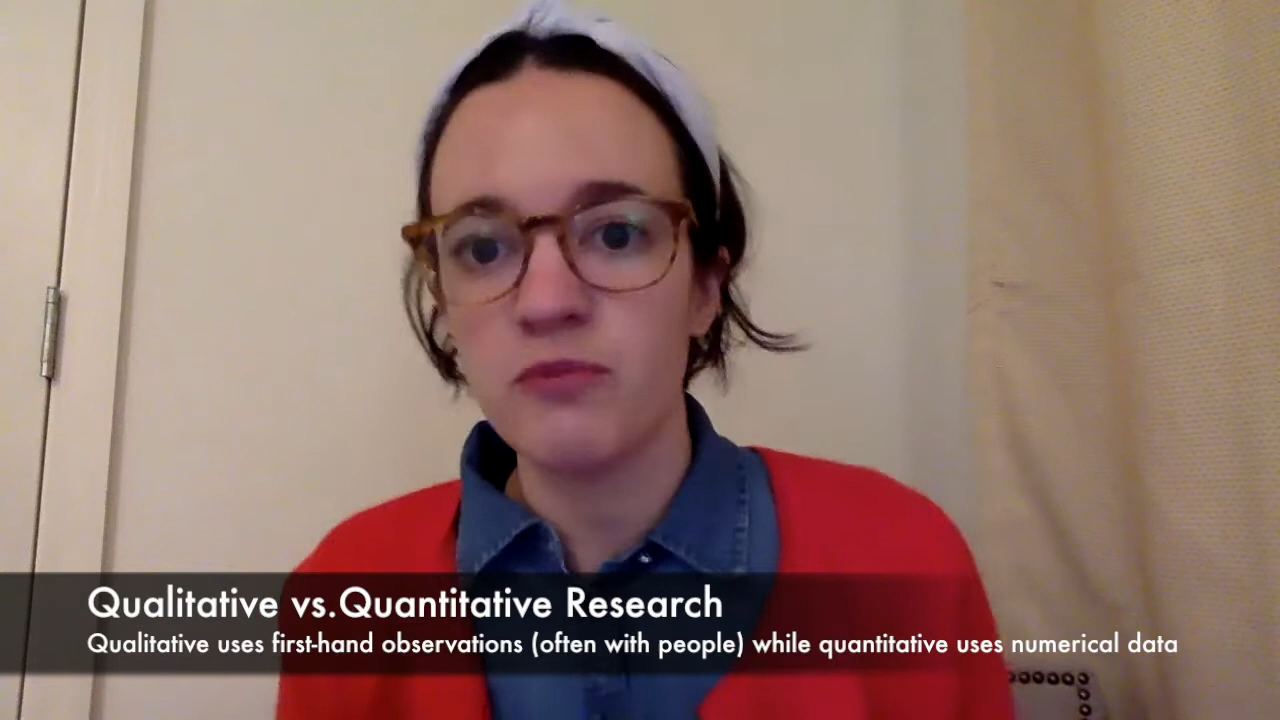 Qualitative vs.Quantitative Research
Qualitative uses first-hand observations (often with people) while quantitative uses numerical data